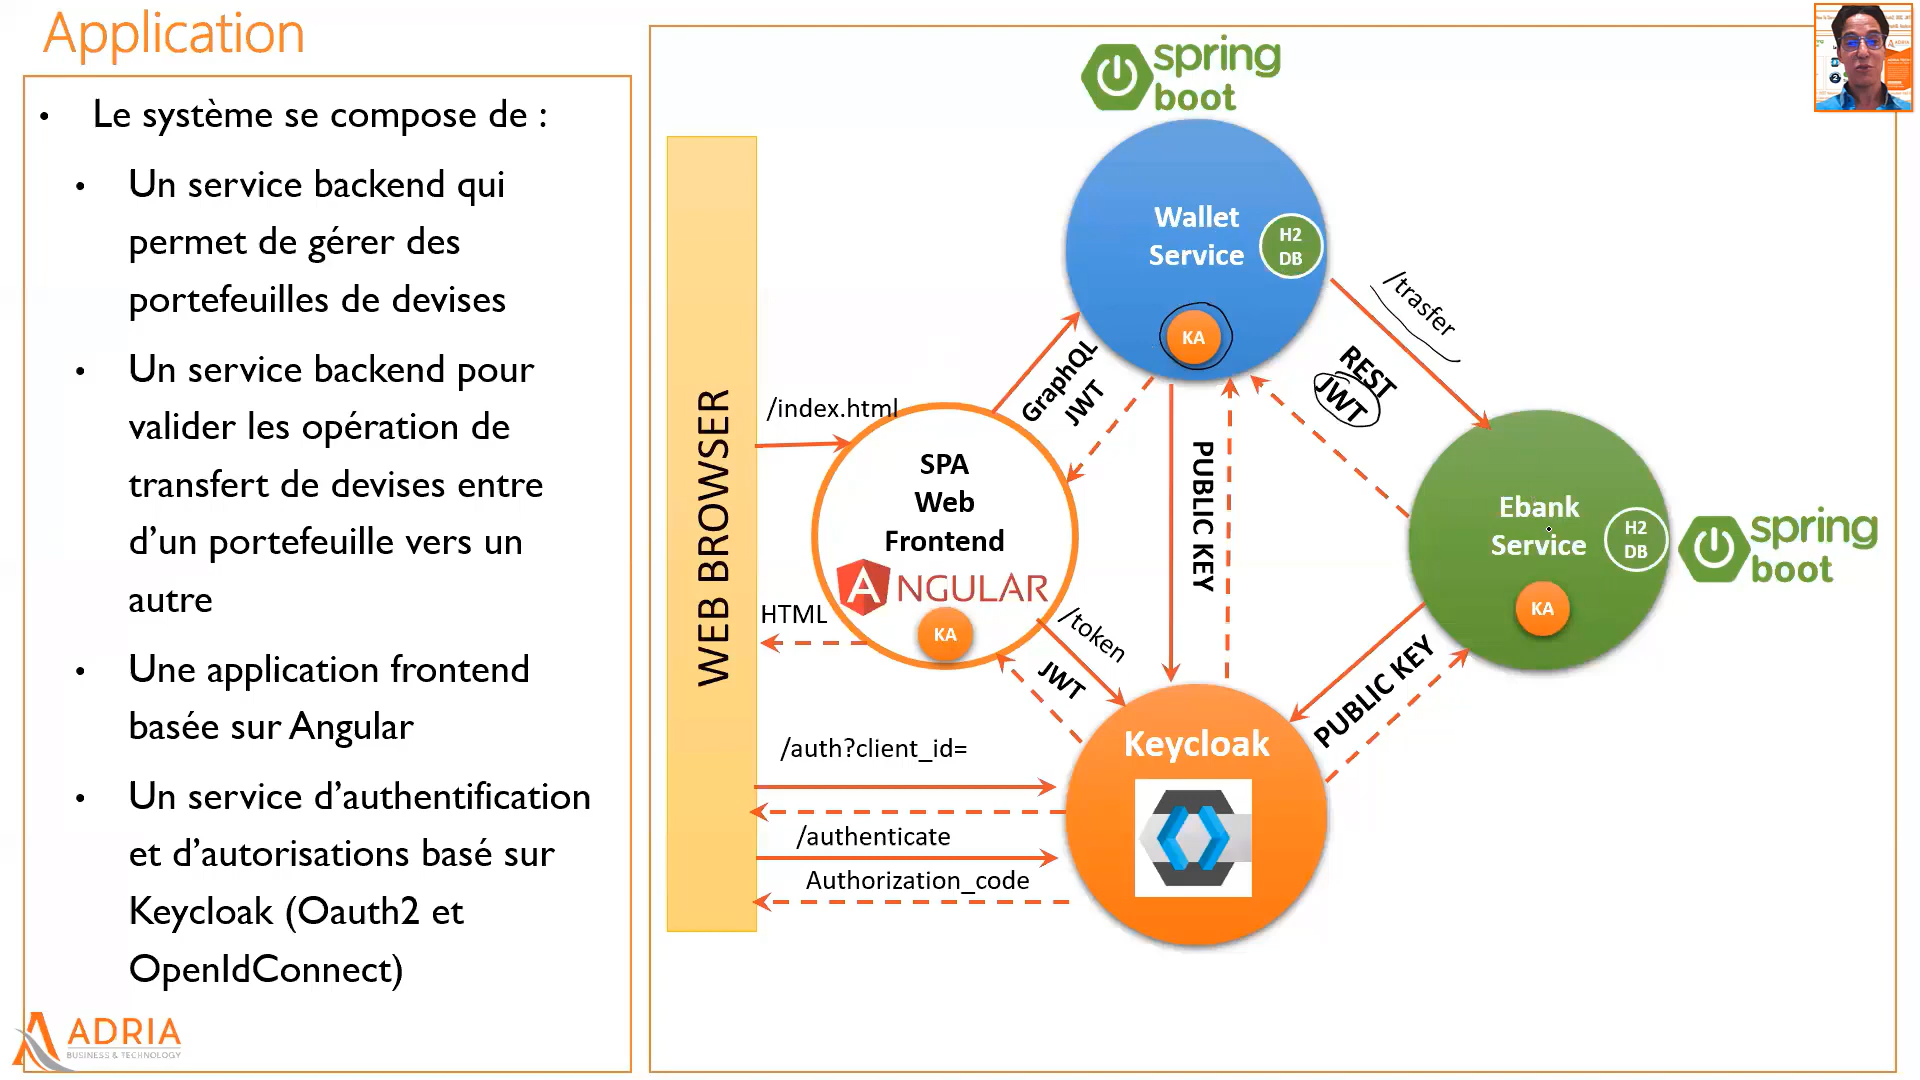 Application
• Le système se compose de :
• Un service backend qui
permet de gérer des
portefeuilles de devises
• Un service backend pour
valider les opération de
transfert de devises entre
d’un portefeuille vers un
autre
• Une application frontend
basée sur Angular
• Un service d’authentification
et d’autorisations basé sur
Keycloak (Oauth2 et
OpenIdConnect)
ADRIA
BUSINESS & TECHNOLOGY
WEB BROWSER
/index.html
HTML
/auth?client_id=
/authenticate
Authorization_code
SPA
Web
Frontend
ANGULAR
KA
GraphQL
JWT
/token
JWT
spring
boot
Wallet
Service
H2
DB
KA
PUBLIC KEY
Keycloak
/trasfer
REST
JWT
PUBLIC KEY
Ebank
Service
H2
DB
KA
spring
boot